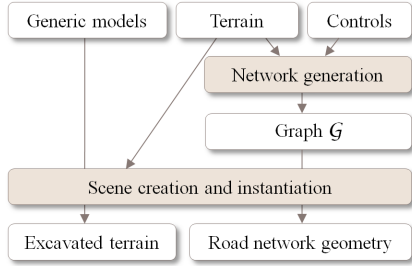 Generic models
Terrain
Controls
Network generation
Graph 𝒢
Scene creation and instantiation
Excavated terrain
Road network geometry